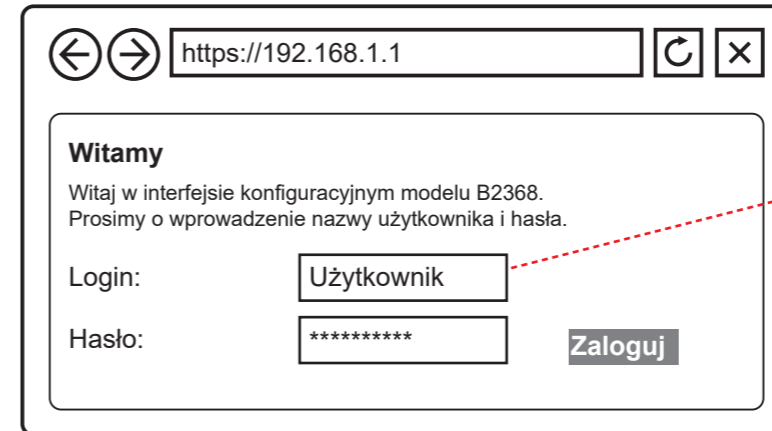 https://192.168.1.1
Witamy
Witaj w interfejsie konfiguracyjnym modelu B2368.
Prosimy o wprowadzenie nazwy użytkownika i hasła.
Login:
Użytkownik
Hasło:
**********
Zaloguj